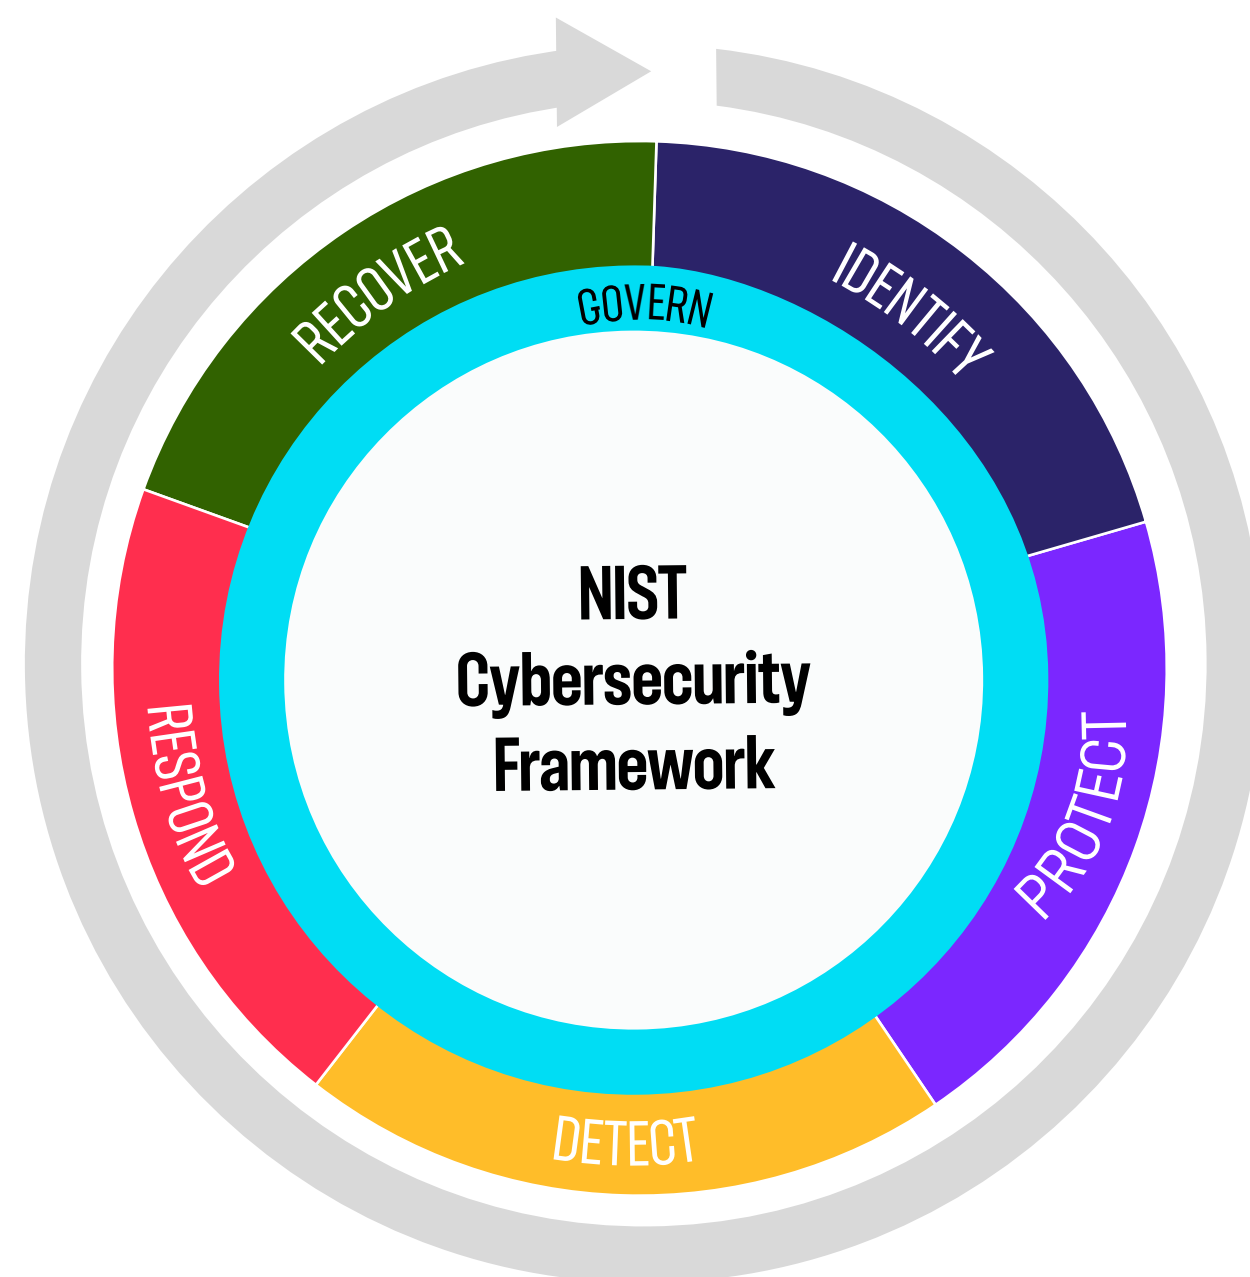 RECOVER
IDENTIFY
GOVERN
NIST
Cybersecurity
Framework
RESPOND
PROTECT
DETECT